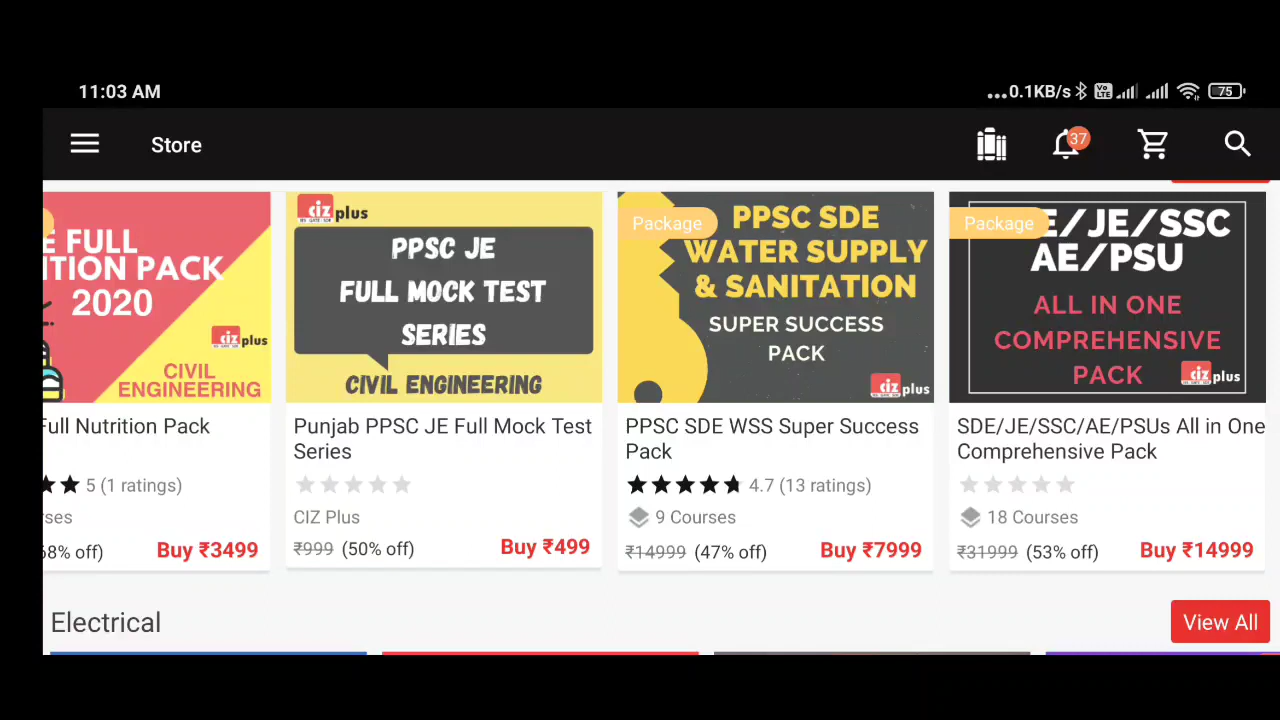 11:03 AM
...0.1KB/s
Vo LTE
75
Store
37
E FULL
ITION PACK
2020
ciz plus
CIVIL
ENGINEERING
Full Nutrition Pack
5 (1 ratings)
rses
68% off)
Buy ₹3499
ciz plus
PPSC JE
FULL MOCK TEST
SERIES
CIVIL ENGINEERING
Punjab PPSC JE Full Mock Test
Series
CIZ Plus
₹999 (50% off)
Buy ₹499
Package
PPSC SDE
WATER SUPPLY
& SANITATION
SUPER SUCCESS
PACK
ciz plus
PPSC SDE WSS Super Success
Pack
4.7 (13 ratings)
9 Courses
₹14999 (47% off)
Buy ₹7999
Package
E/JE/SSC
AE/PSU
ALL IN ONE
COMPREHENSIVE
PACK
ciz plus
SDE/JE/SSC/AE/PSUs All in One
Comprehensive Pack
18 Courses
₹31999 (53% off)
Buy ₹14999
Electrical
View All